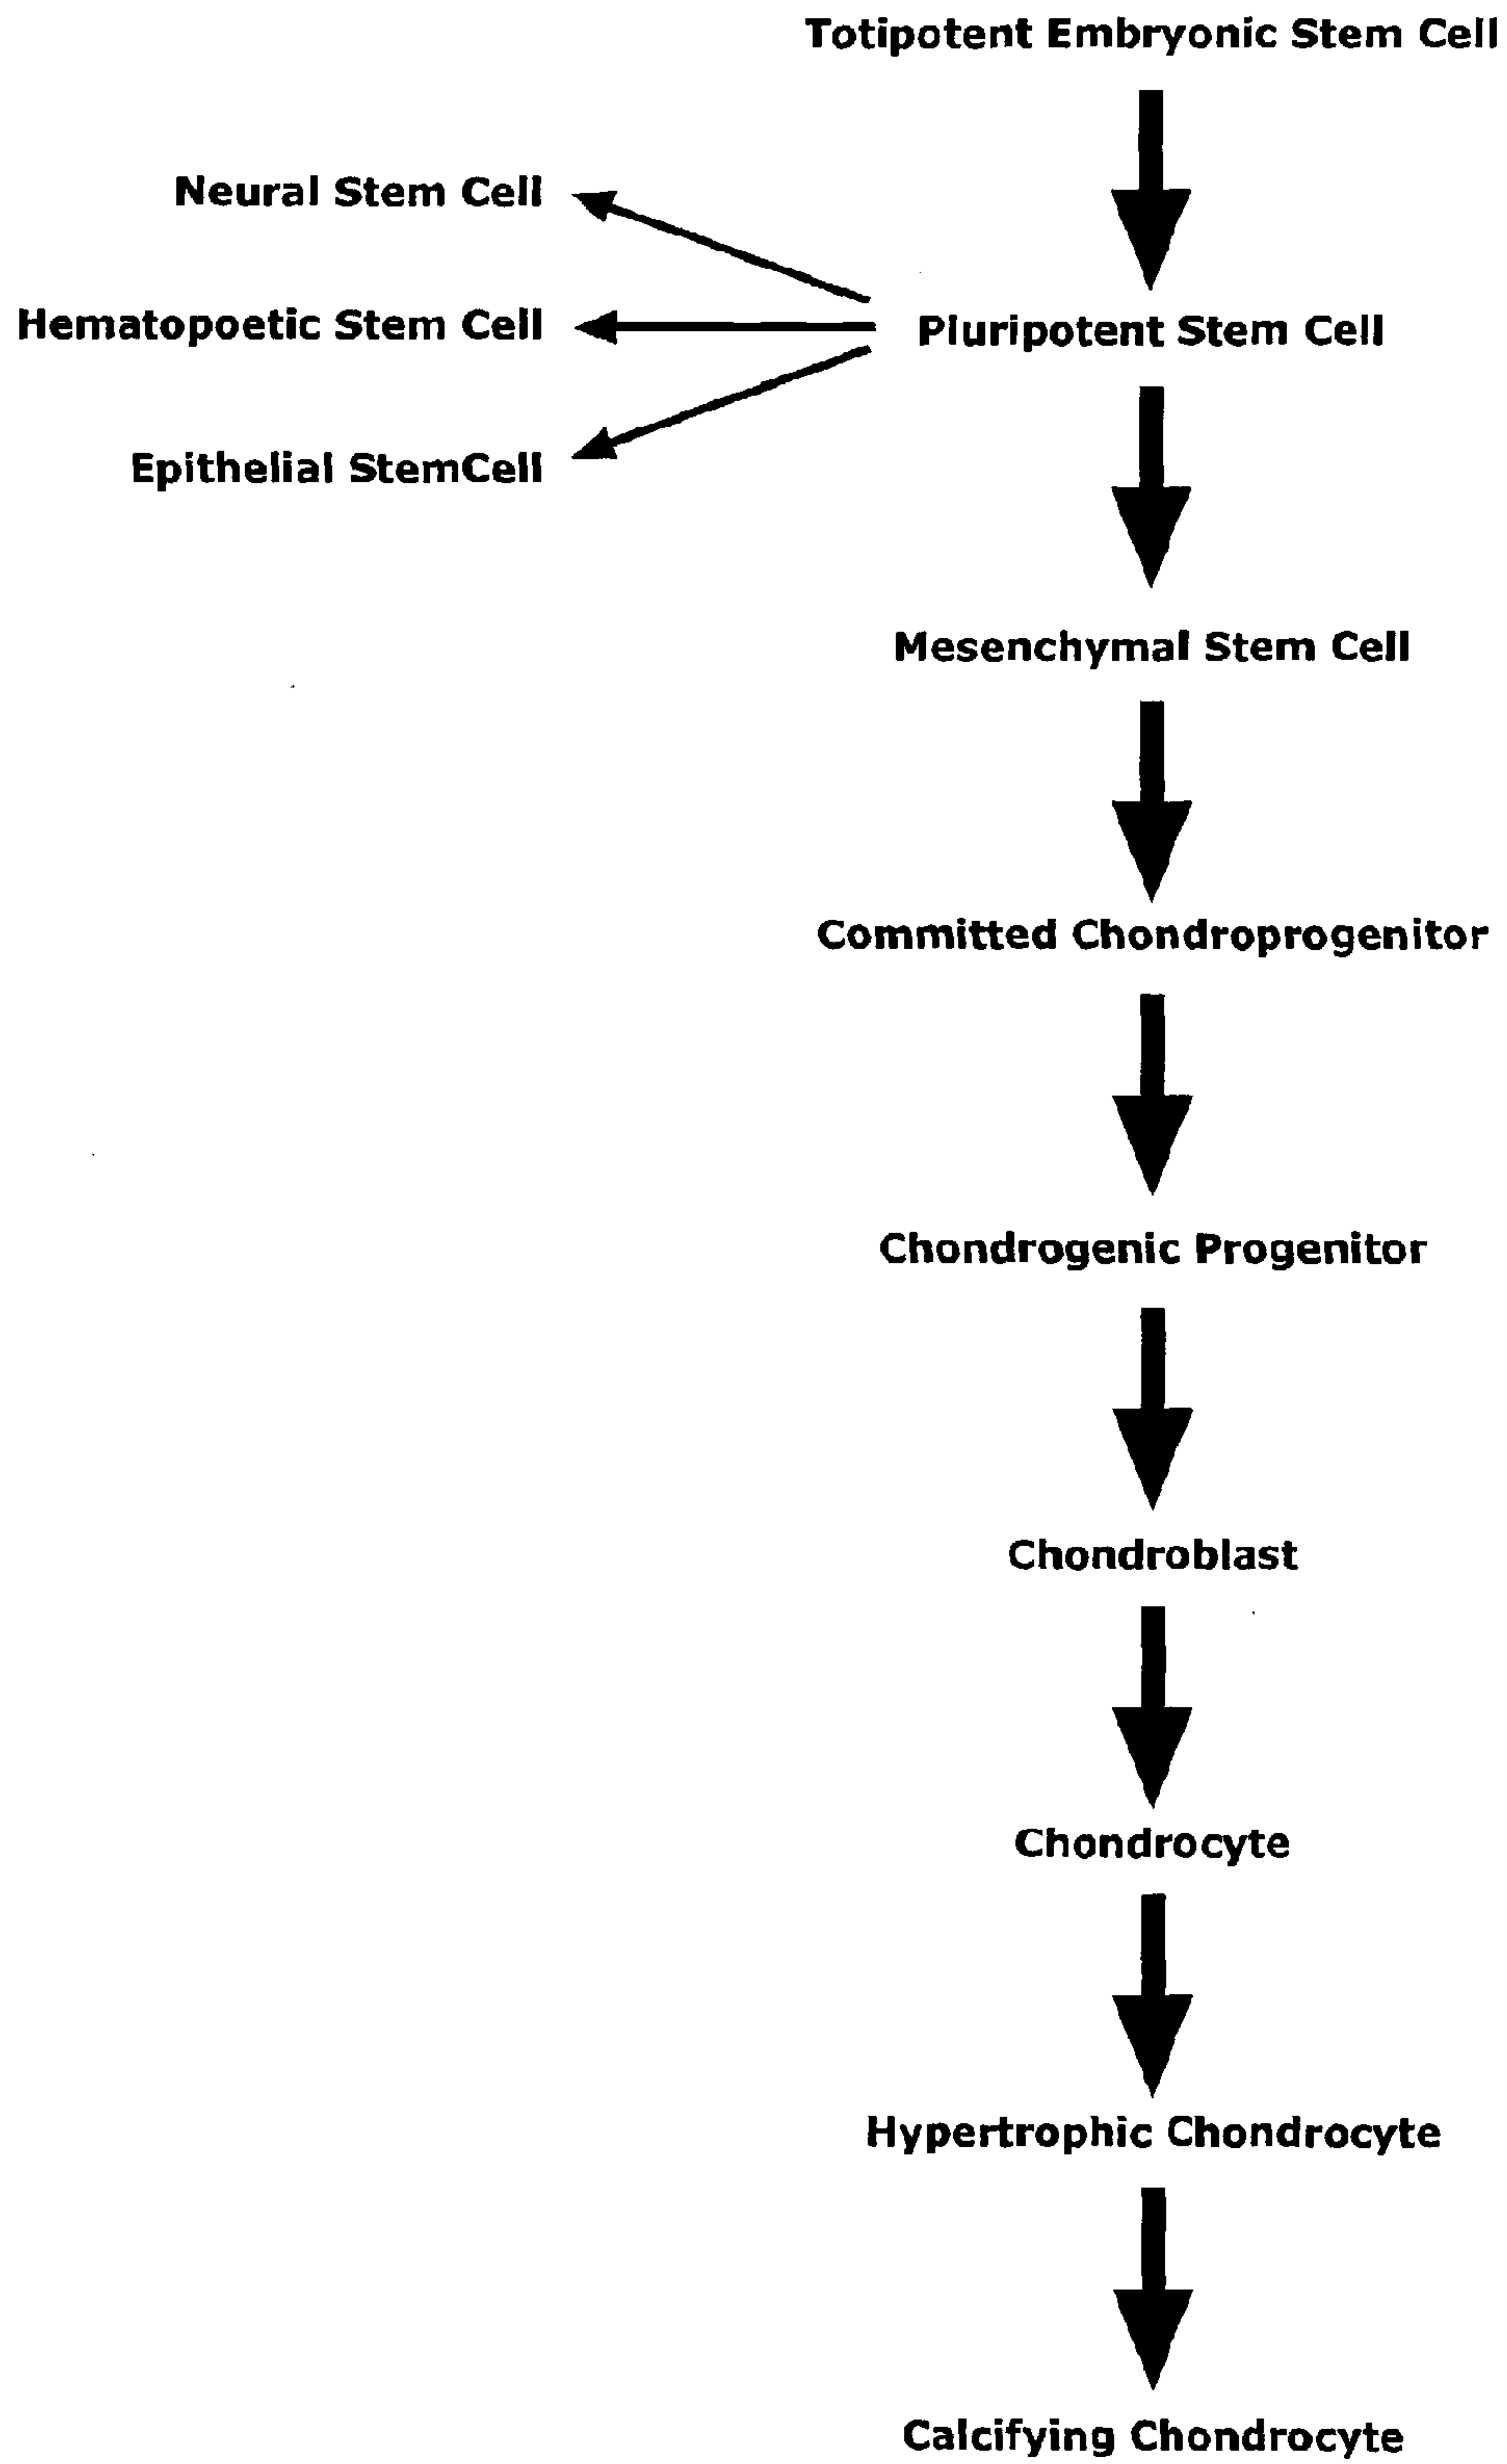 Totipotent Embryonic Stem Cell
Neural Stem Cell
Hematopoetic Stem Cell
Pluripotent Stem Cell
Epithelial StemCell
Mesenchymal Stem Cell
Committed Chondroprogenitor
Chondrogenic Progenitor
Chondroblast
Chondrocyte
Hypertrophic Chondrocyte
Calcifying Chondrocyte